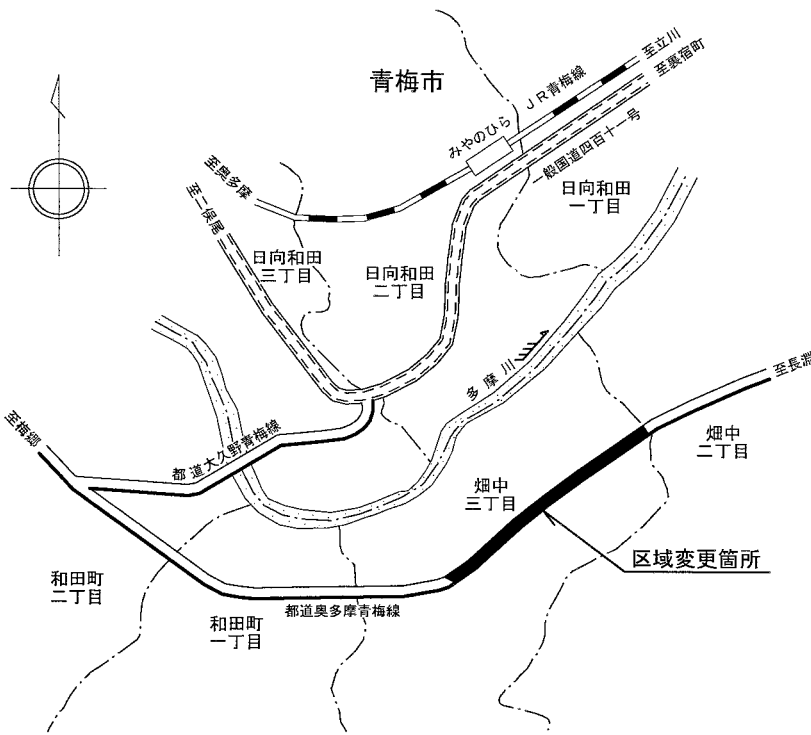 青梅市
至立川
至裏宿町
JR青梅線
みやのひら
一般国道四百十一号
至奥多摩
至二俣尾
日向和田
一丁目
日向和田
三丁目
日向和田
二丁目
多摩川
至長淵
至梅郷
都道大久野青梅線
畑中
二丁目
畑中
三丁目
区域変更箇所
和田町
二丁目
和田町
一丁目
都道奥多摩青梅線